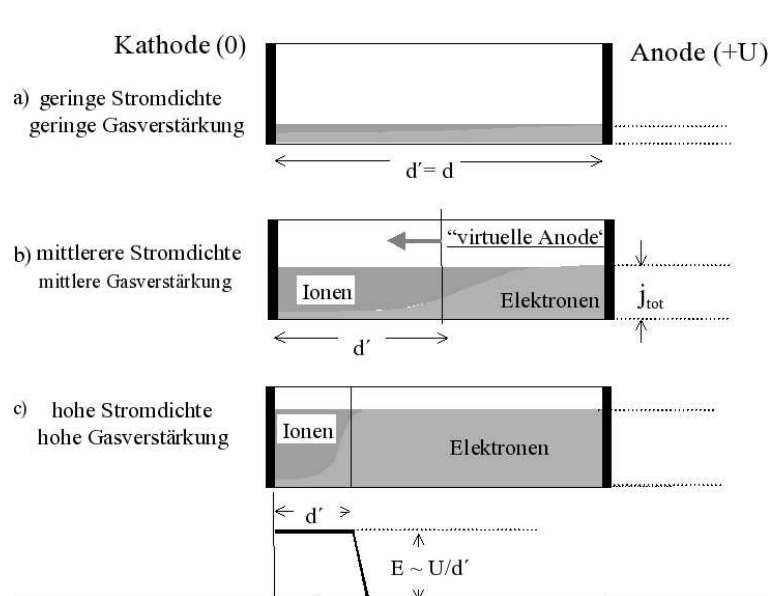 Kathode (0)
Anode (+U)
a) geringe Stromdichte
geringe Gasverstärkung
d´= d
b) mittlerere Stromdichte
mittlere Gasverstärkung
“virtuelle Anode‘
Ionen
Elektronen
jtot
d´
c) hohe Stromdichte
hohe Gasverstärkung
Ionen
Elektronen
d´
E ~ U/d´